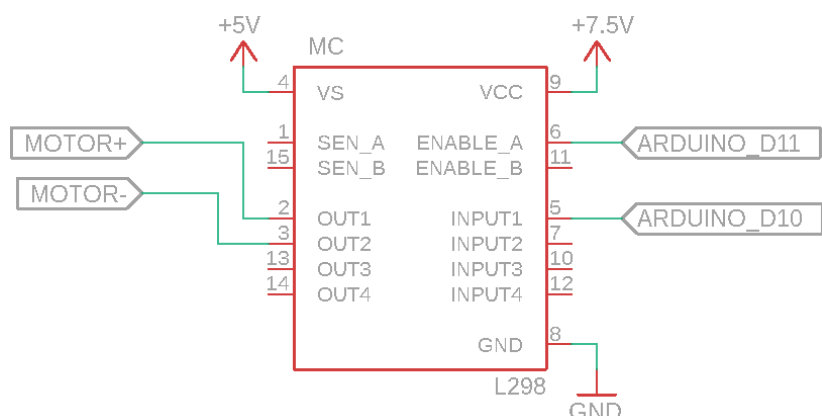 +5V
+7.5V
MC
4 VS
VCC 9
MOTOR+
1 SEN_A
ENABLE_A 6
ARDUINO_D11
15 SEN_B
ENABLE_B 11
MOTOR-
2 OUT1
INPUT1 5
ARDUINO_D10
3 OUT2
INPUT2 7
13 OUT3
INPUT3 10
14 OUT4
INPUT4 12
GND 8
L298
GND